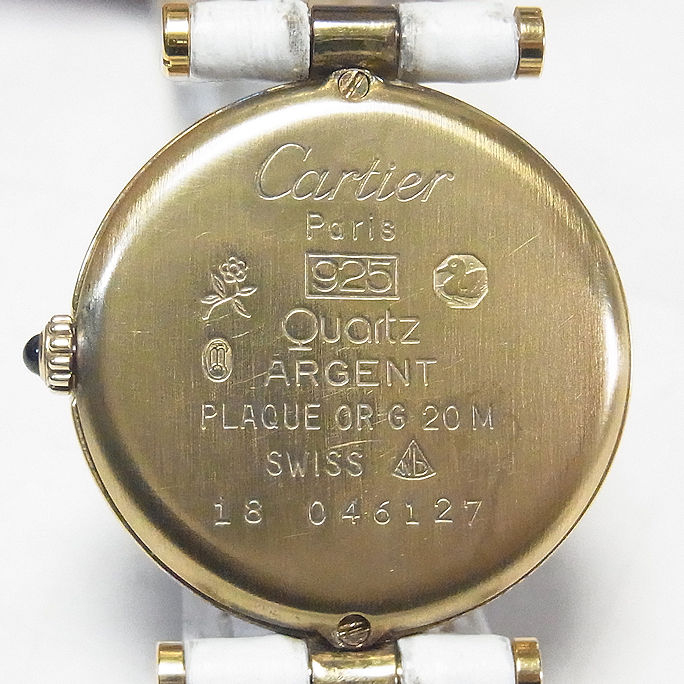 Cartier
Paris
925
Quartz
ARGENT
PLAQUE OR G 20 M
SWISS
18 046127